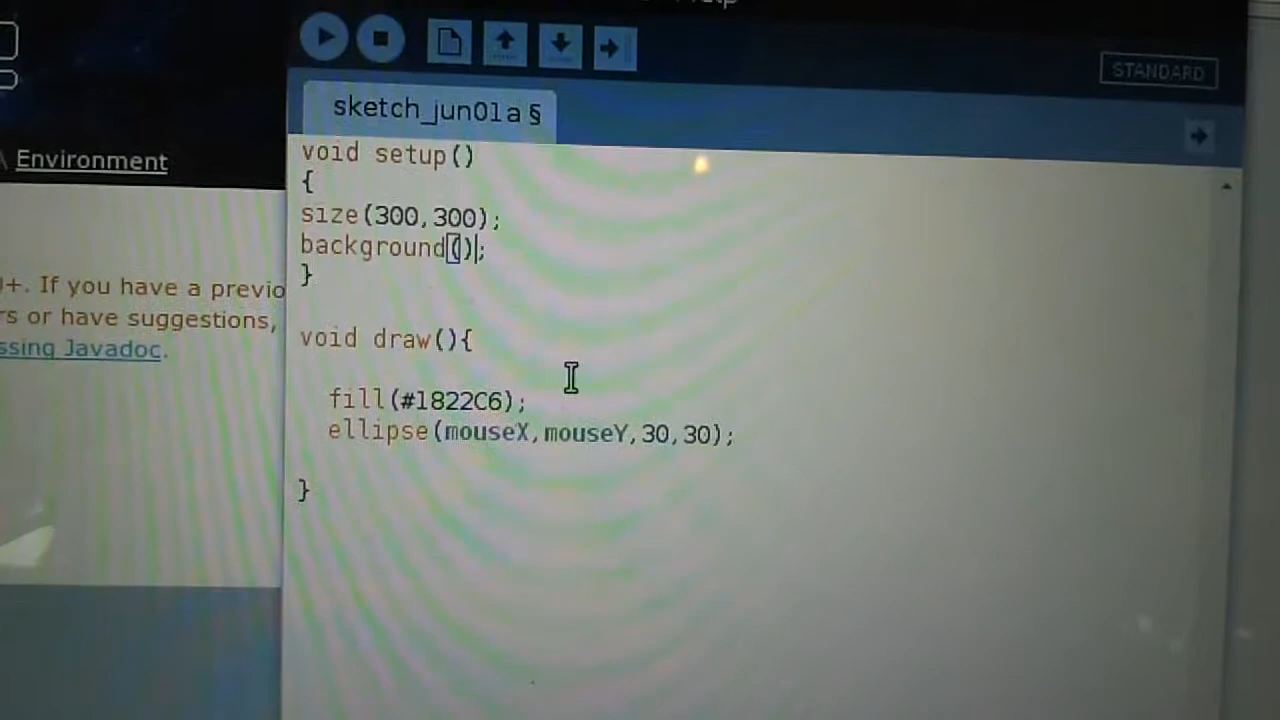 STANDARD
sketch_jun01a §
Environment
void setup()
{
size(300,300);
background();
}
+. If you have a previo
rs or have suggestions,
ssing Javadoc.
void draw(){
fill(#1822C6);
ellipse(mouseX,mouseY,30,30);
}